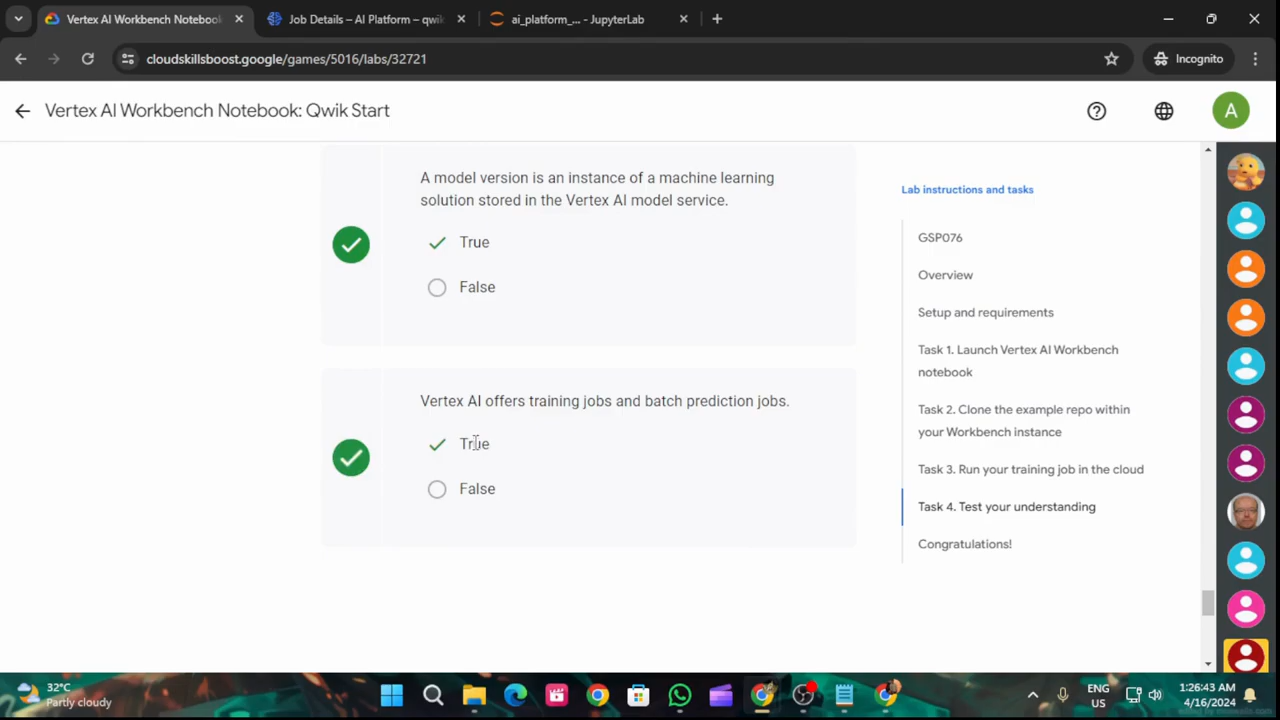 Vertex AI Workbench Notebook
Job Details – AI Platform – qwik
ai_platform_... - JupyterLab
cloudskillsboost.google/games/5016/labs/32721
Incognito
Vertex AI Workbench Notebook: Qwik Start
A
A model version is an instance of a machine learning
solution stored in the Vertex AI model service.
True
False
Vertex AI offers training jobs and batch prediction jobs.
True
False
Lab instructions and tasks
GSP076
Overview
Setup and requirements
Task 1. Launch Vertex AI Workbench
notebook
Task 2. Clone the example repo within
your Workbench instance
Task 3. Run your training job in the cloud
Task 4. Test your understanding
Congratulations!
32°C
Partly cloudy
ENG
US
1:26:43 AM
4/16/2024